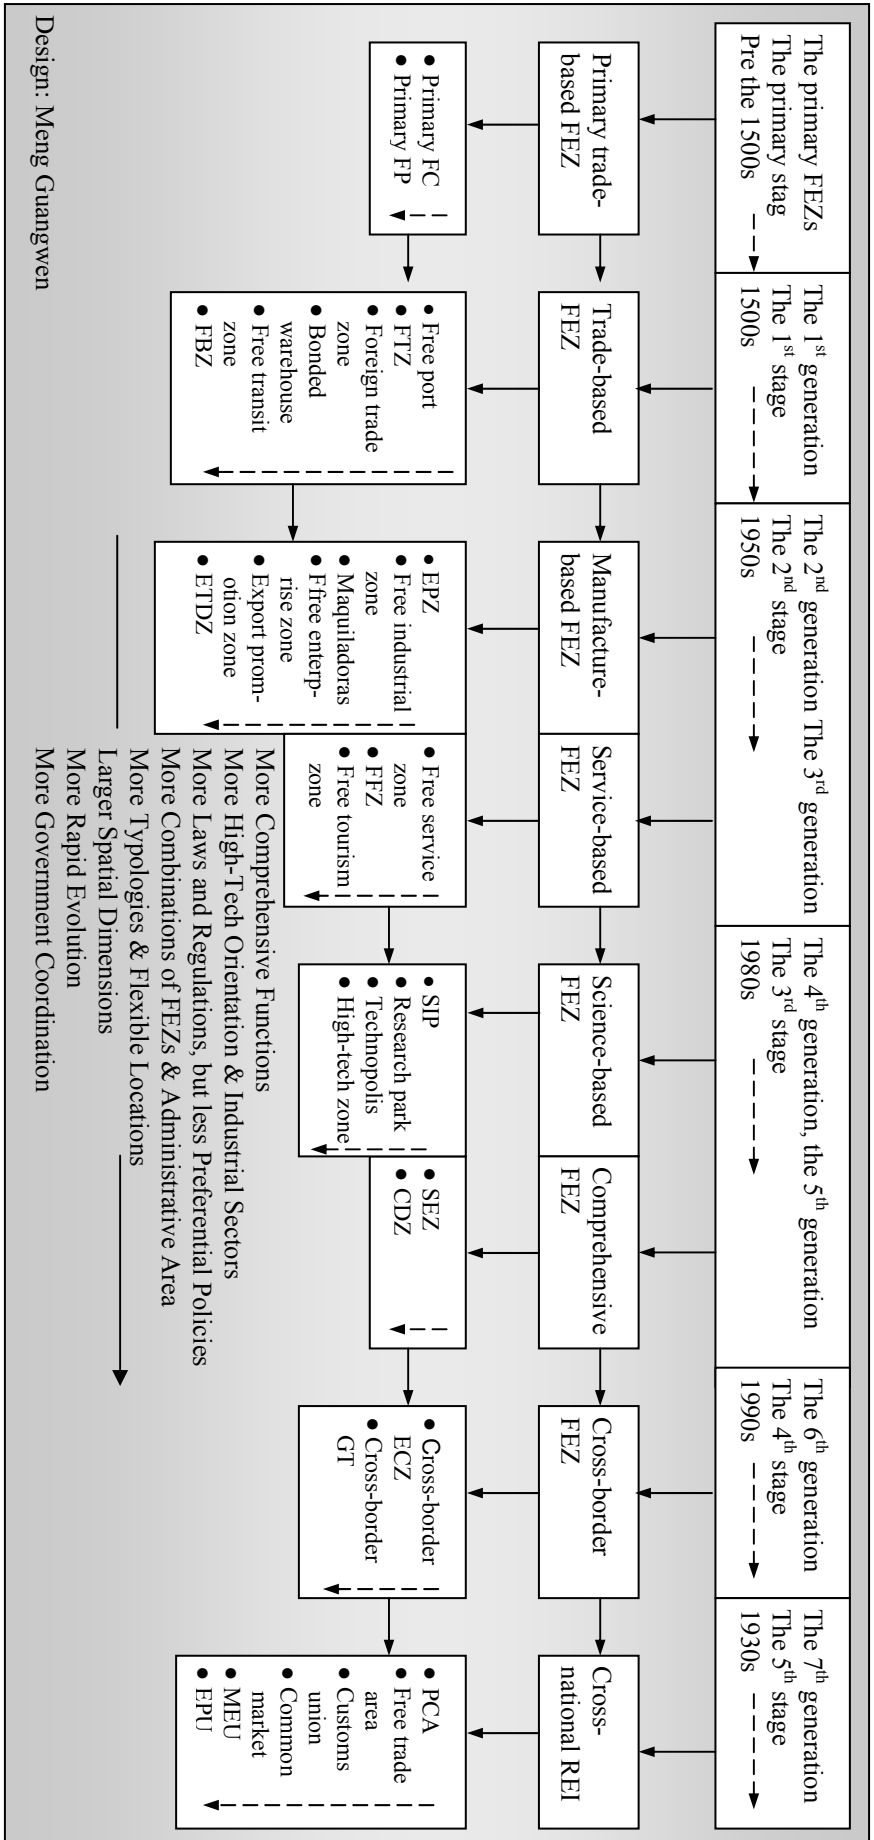 The primary FEZs
The primary stag
Pre the 1500s
The 1st generation
The 1st stage
1500s
The 2nd generation The 3rd generation
The 2nd stage
1950s
The 4th generation, the 5th generation
The 3rd stage
1980s
The 6th generation
The 4th stage
1990s
The 7th generation
The 5th stage
1930s
Primary trade-
based FEZ
Trade-based
FEZ
Manufacture-
based FEZ
Service-based
FEZ
Science-based
FEZ
Comprehensive
FEZ
Cross-border
FEZ
Cross-
national REI
● Primary FC
● Primary FP
● Free port
● FTZ
● Foreign trade
zone
● Bonded
warehouse
● Free transit
zone
● FBZ
● EPZ
● Free industrial
zone
● Maquiladoras
● Ffree enterp-
rise zone
● Export prom-
otion zone
● ETDZ
● Free service
zone
● FFZ
● Free tourism
zone
● SIP
● Research park
● Technopolis
● High-tech zone
● SEZ
● CDZ
● Cross-border
ECZ
● Cross-border
GT
● PCA
● Free trade
area
● Customs
union
● Common
market
● MEU
● EPU
More Comprehensive Functions
More High-Tech Orientation & Industrial Sectors
More Laws and Regulations, but less Preferential Policies
More Combinations of FEZs & Administrative Area
More Typologies & Flexible Locations
Larger Spatial Dimensions
More Rapid Evolution
More Government Coordination
Design: Meng Guangwen